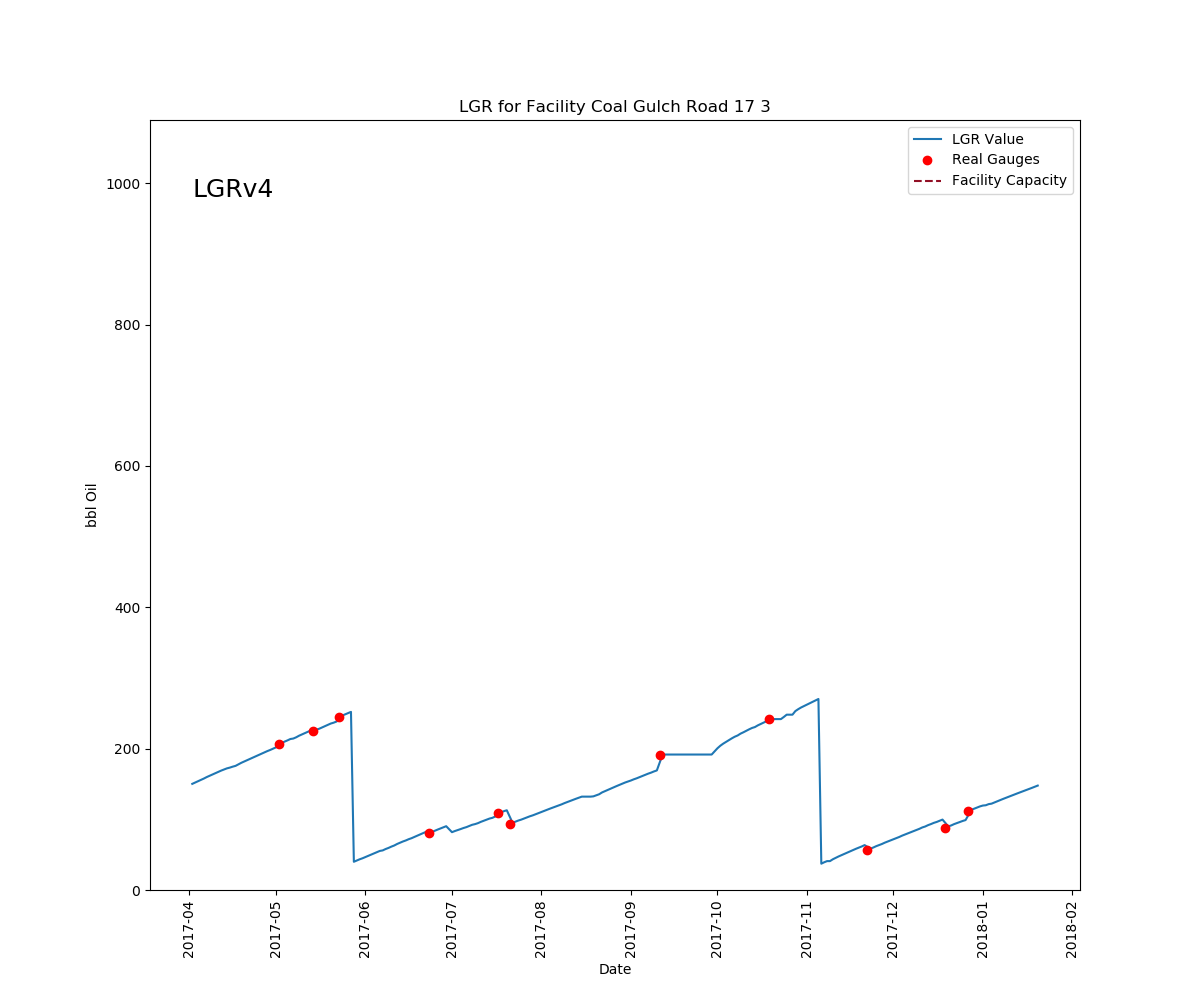 LGR for Facility Coal Gulch Road 17 3
LGRv4
LGR Value
Real Gauges
Facility Capacity
1000
800
600
400
200
0
bbl Oil
2017-04
2017-05
2017-06
2017-07
2017-08
2017-09
2017-10
2017-11
2017-12
2018-01
2018-02
Date